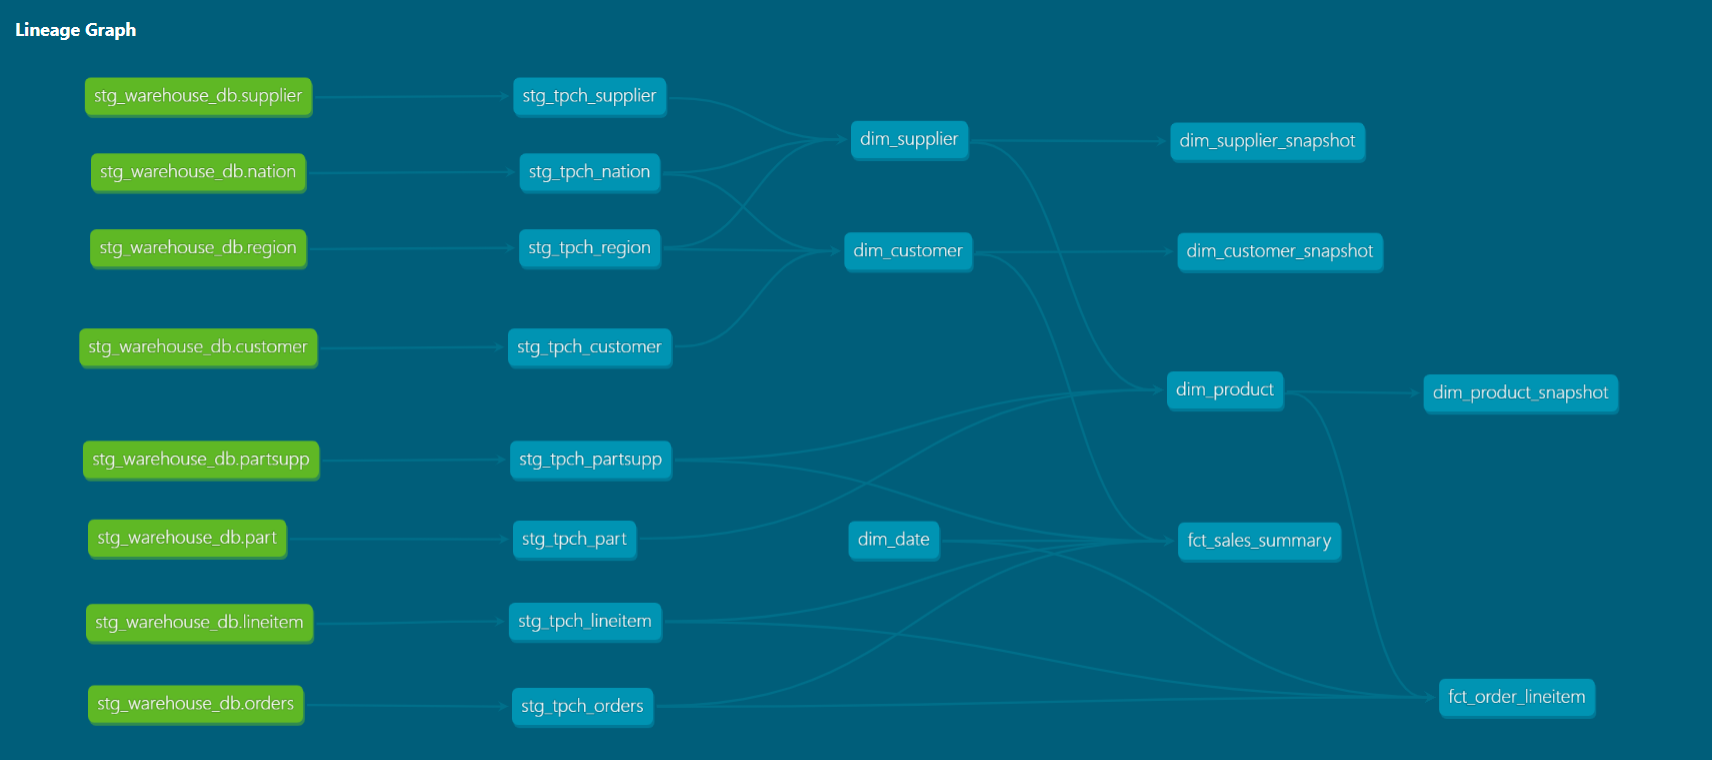 Lineage Graph
stg_warehouse_db.supplier
stg_tpch_supplier
dim_supplier
dim_supplier_snapshot
stg_warehouse_db.nation
stg_tpch_nation
stg_warehouse_db.region
stg_tpch_region
dim_customer
dim_customer_snapshot
stg_warehouse_db.customer
stg_tpch_customer
dim_product
dim_product_snapshot
stg_warehouse_db.partsupp
stg_tpch_partsupp
stg_warehouse_db.part
stg_tpch_part
dim_date
fct_sales_summary
stg_warehouse_db.lineitem
stg_tpch_lineitem
stg_warehouse_db.orders
stg_tpch_orders
fct_order_lineitem